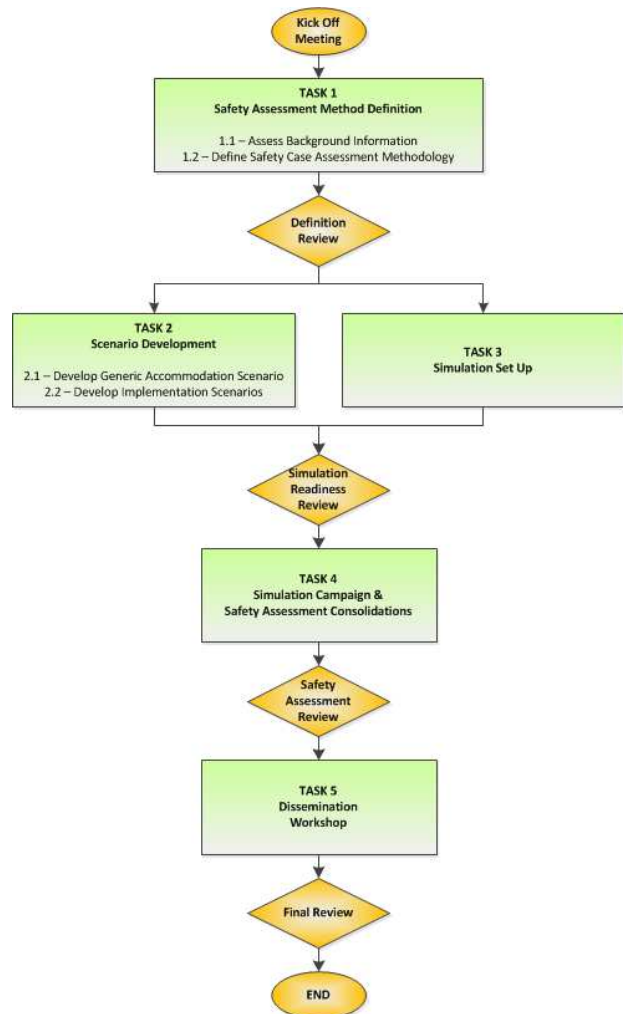 Kick Off
Meeting
TASK 1
Safety Assessment Method Definition
1.1 – Assess Background Information
1.2 – Define Safety Case Assessment Methodology
Definition
Review
TASK 2
Scenario Development
2.1 – Develop Generic Accommodation Scenario
2.2 – Develop Implementation Scenarios
TASK 3
Simulation Set Up
Simulation
Readiness
Review
TASK 4
Simulation Campaign &
Safety Assessment Consolidations
Safety
Assessment
Review
TASK 5
Dissemination
Workshop
Final Review
END